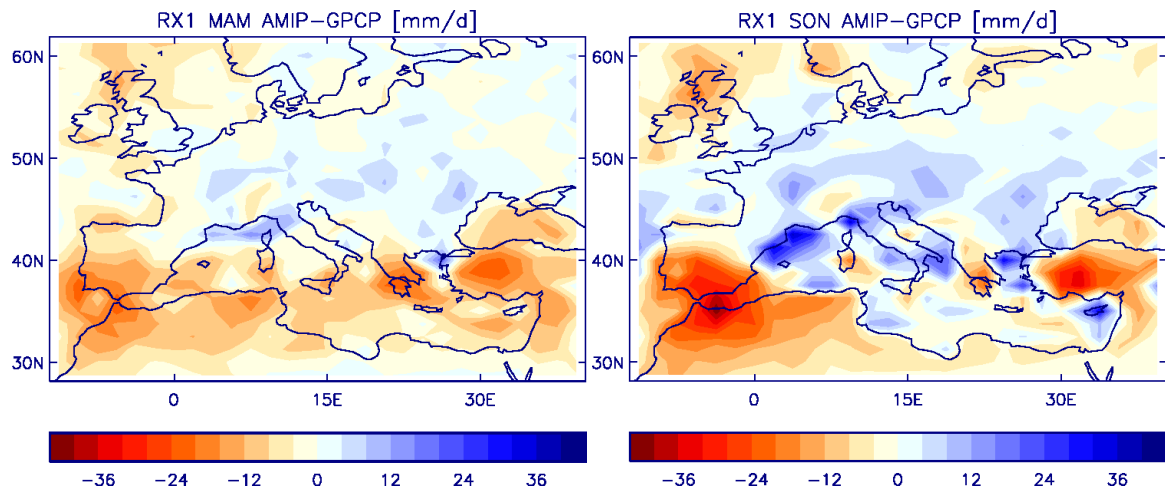 RX1 MAM AMIP-GPCP [mm/d]
RX1 SON AMIP-GPCP [mm/d]
60N
50N
40N
30N
0 15E 30E
60N
50N
40N
30N
0 15E 30E
−36 −24 −12 0 12 24 36
−36 −24 −12 0 12 24 36